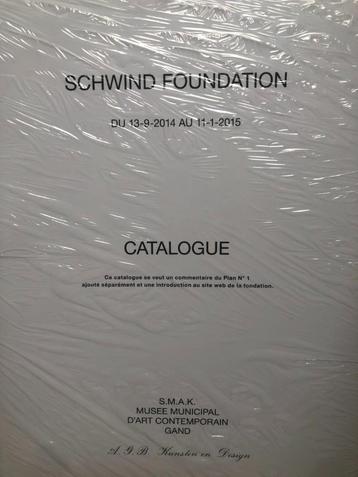 SCHWIND FOUNDATION
DU 13-9-2014 AU 11-1-2015
CATALOGUE
Ce catalogue se veut un commentaire du Plan N° 1
ajouté séparément et une introduction au site web de la fondation.
S.M.A.K.
MUSEE MUNICIPAL
D'ART CONTEMPORAIN
GAND
A.G.B. Kunsten en Design